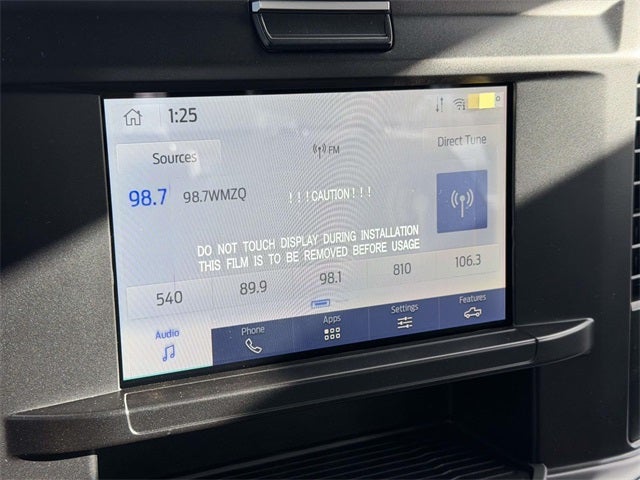 1:25
Sources
FM
Direct Tune
98.7
98.7WMZQ
!!!CAUTION!!!
DO NOT TOUCH DISPLAY DURING INSTALLATION
THIS FILM IS TO BE REMOVED BEFORE USAGE
540
89.9
98.1
810
106.3
Audio
Phone
Apps
Settings
Features